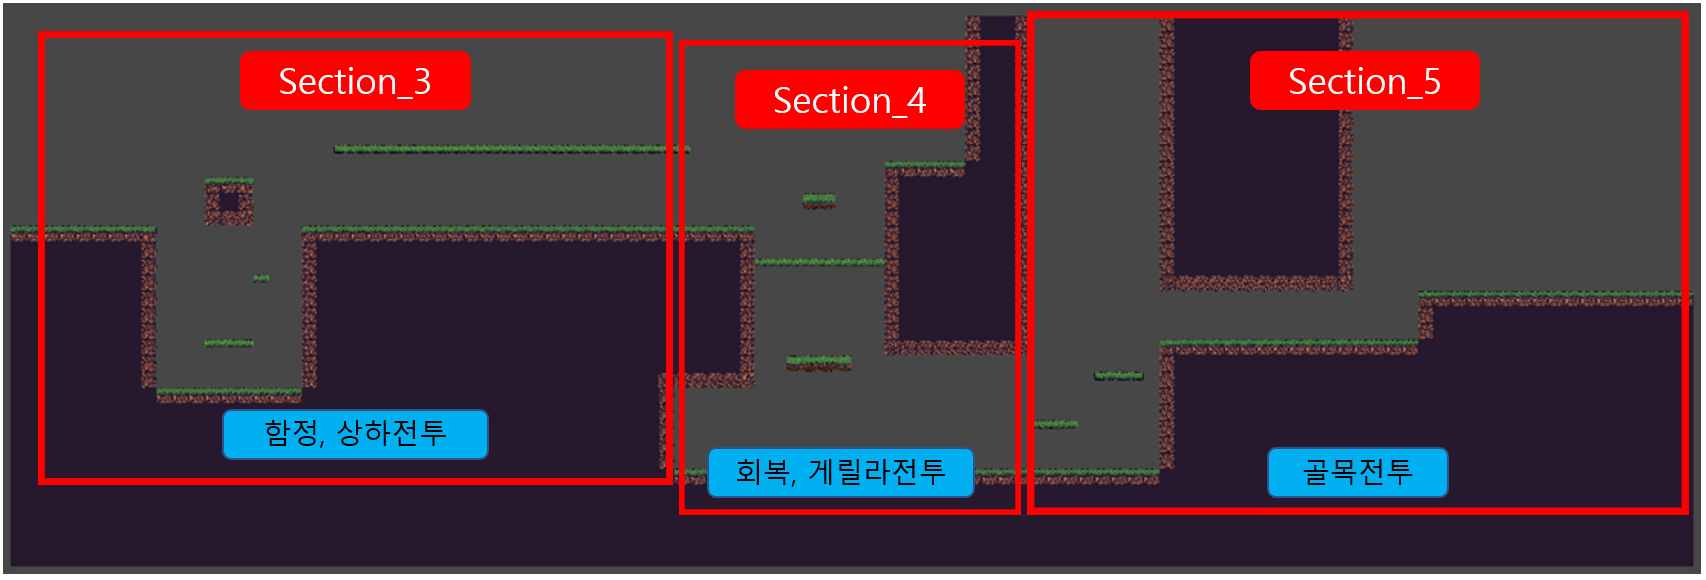 Section_3
Section_4
Section_5
함정, 상하전투
회복, 게릴라전투
골목전투